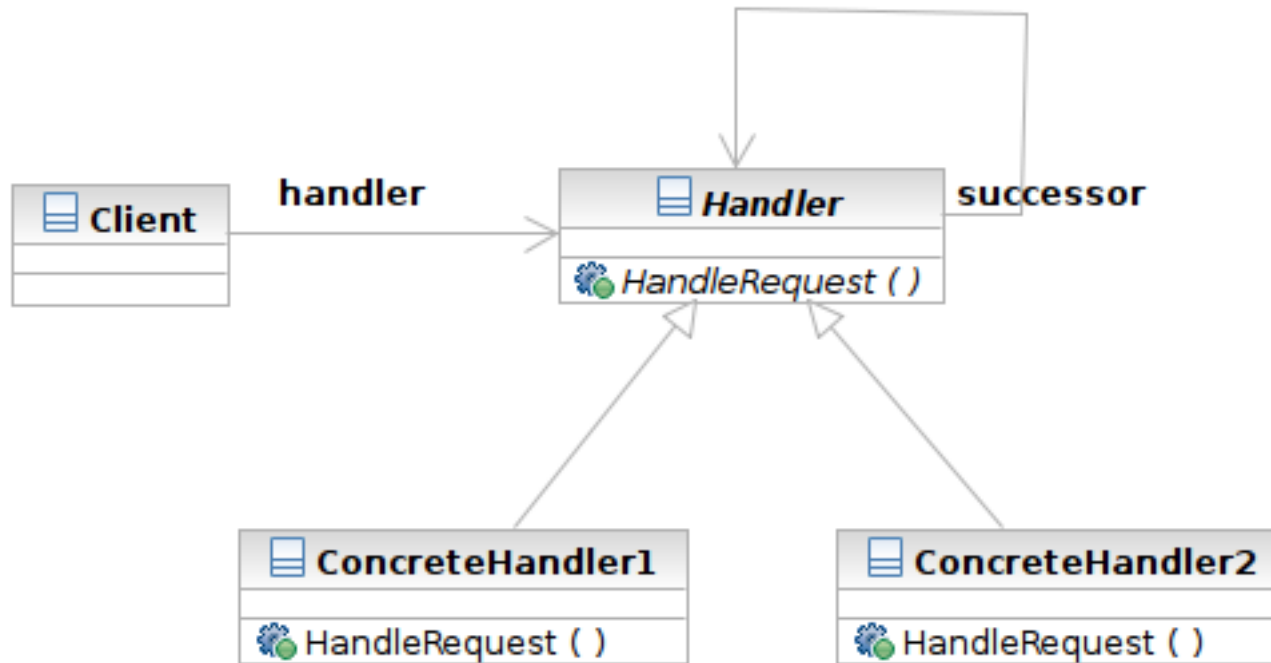 handler
Client
Handler
successor
HandleRequest ( )
ConcreteHandler1
HandleRequest ( )
ConcreteHandler2
HandleRequest ( )